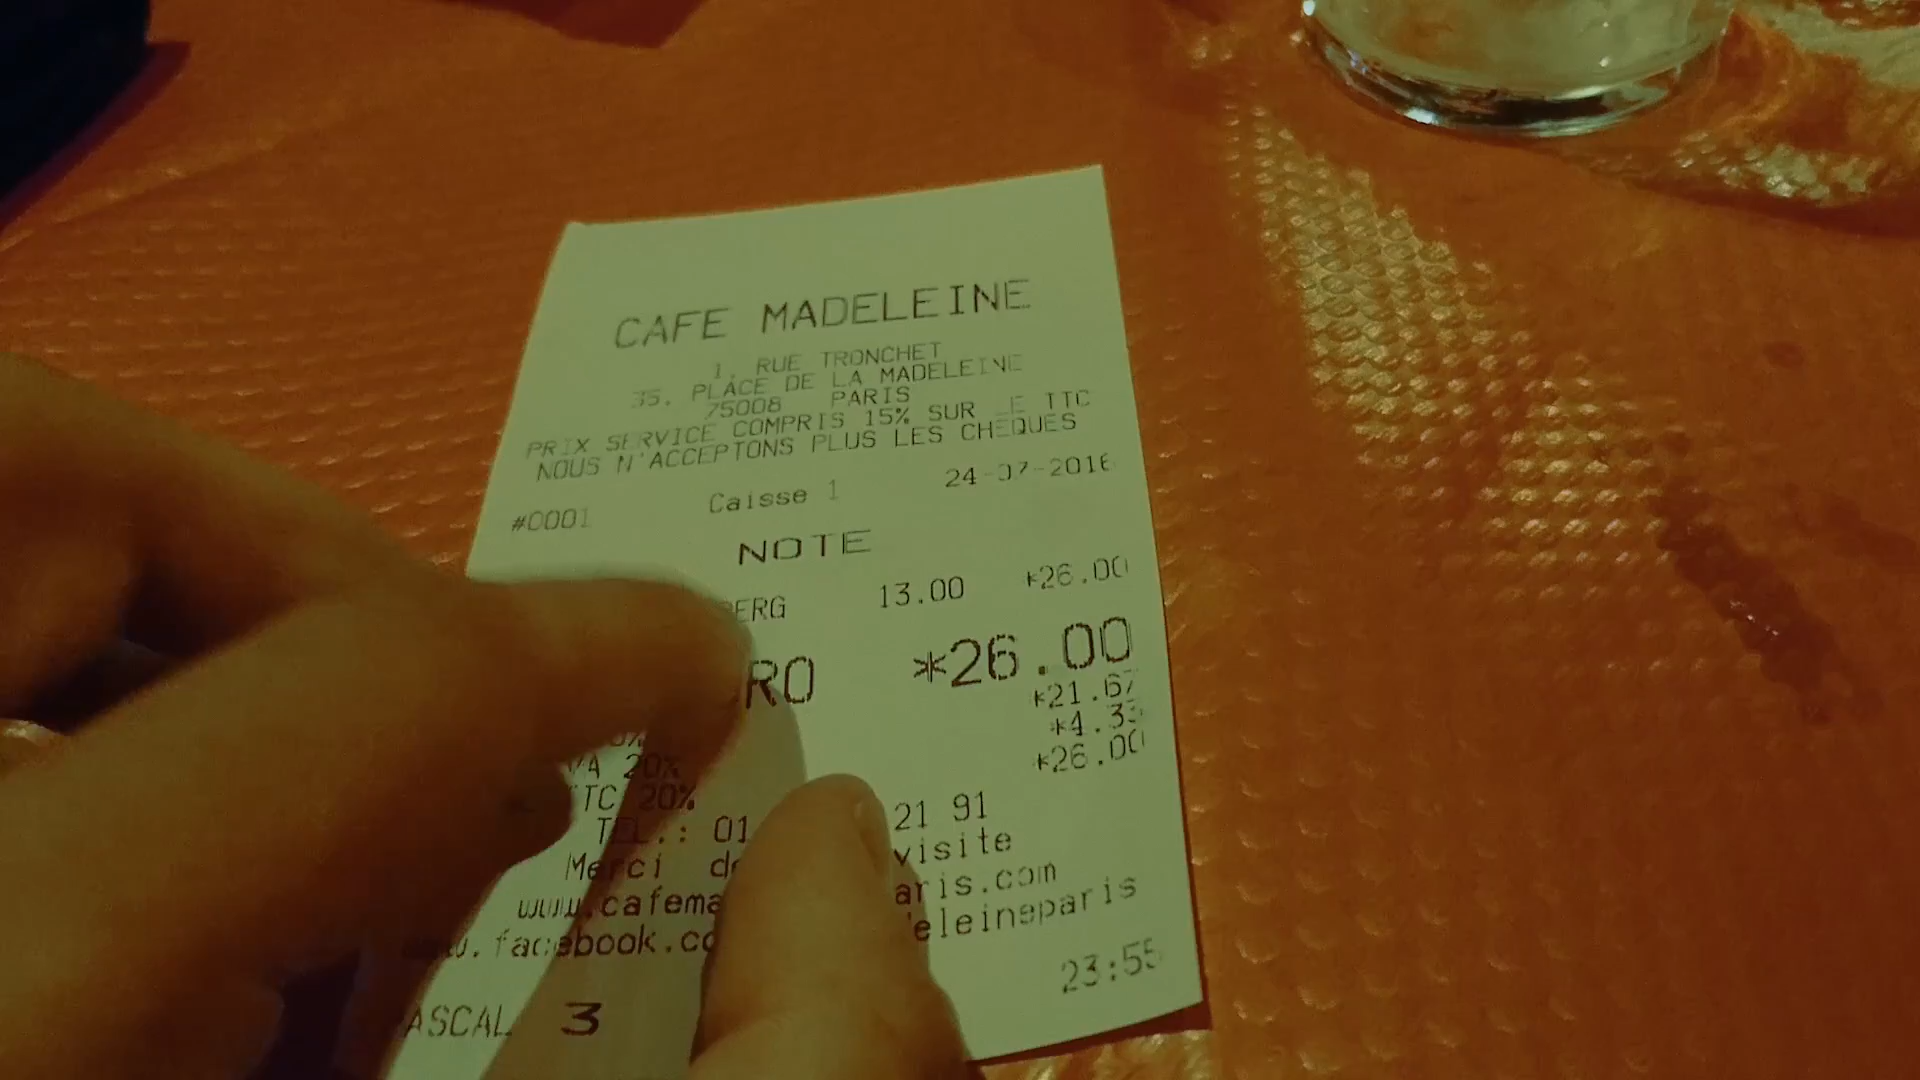 CAFE MADELEINE
1, RUE TRONCHET
35, PLACE DE LA MADELEINE
75008 PARIS
PRIX SERVICE COMPRIS 15% SUR LE TTC
NOUS N'ACCEPTONS PLUS LES CHEQUES
24-07-2016
#0001 Caisse 1
NOTE
ERG 13.00 *26.00
RO *26.00
*21.67
*4.33
VA 20% *26.00
TTC 20%
TEL.: 01 21 91
Merci de visite
www.cafema aris.com
w.facebook.co eleineparis
23:55
ASCAL 3